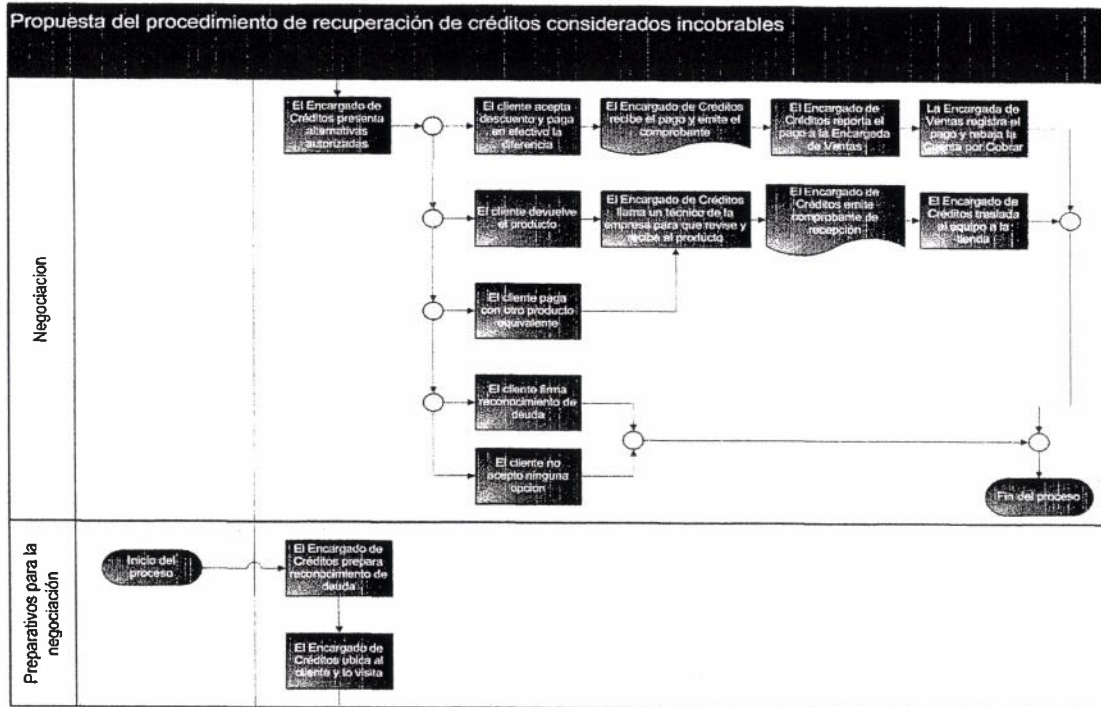 Propuesta del procedimiento de recuperación de créditos considerados incobrables
Negociacion
El Encargado de
Créditos presenta
alternativas
autorizadas
El cliente acepta
descuento y paga
en efectivo la
diferencia
El Encargado de Créditos
recibe el pago y emite el
comprobante
El Encargado de
Créditos reporta el
pago a la Encargada
de Ventas
La Encargada de
Ventas registra el
pago y rebaja la
Cuenta por Cobrar
El cliente devuelve
el producto
El Encargado de Créditos
llama un técnico de la
empresa para que revise y
reciba el producto
El Encargado de
Créditos emite
comprobante de
recepción
El Encargado de
Créditos traslada
al equipo a la
tienda
El cliente paga
con otro producto
equivalente
El cliente firma
reconocimiento de
deuda
El cliente no
acepto ninguna
opcion
Fin del proceso
Preparativos para la
negociación
Inicio del
proceso
El Encargado de
Créditos prepara
reconocimiento de
deuda
El Encargado de
Créditos ubica al
cliente y lo visita